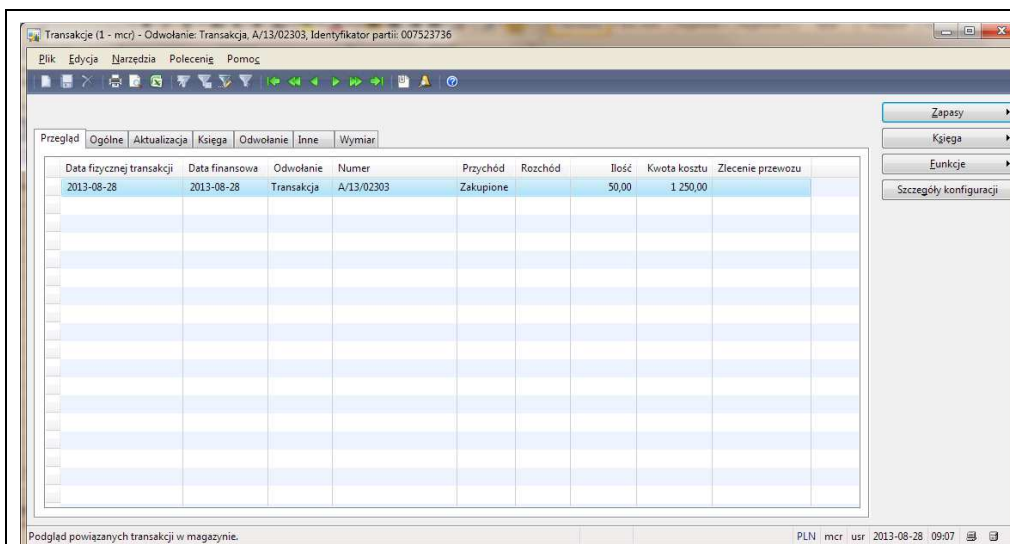 Transakcje (1 - mcr) - Odwołanie: Transakcja, A/13/02303, Identyfikator partii: 007523736
Plik Edycja Narzędzia Polecenie Pomoc
Zapasy
Przegląd Ogólne Aktualizacja Księga Odwołanie Inne Wymiar
Księga
Funkcje
Szczegóły konfiguracji
Data fizycznej transakcji Data finansowa Odwołanie Numer Przychód Rozchód Ilość Kwota kosztu Zlecenie przewozu
2013-08-28 2013-08-28 Transakcja A/13/02303 Zakupione 50,00 1 250,00
Podgląd powiązanych transakcji w magazynie. PLN mcr usr 2013-08-28 09:07